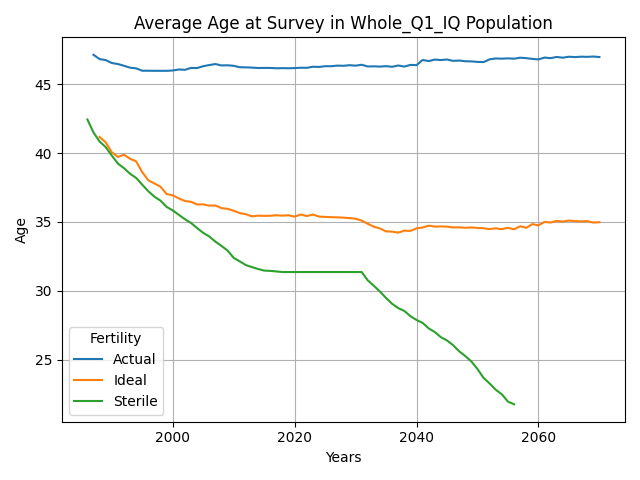 Average Age at Survey in Whole_Q1_IQ Population
Age
45
40
35
30
25
Fertility
Actual
Ideal
Sterile
2000
2020
2040
2060
Years